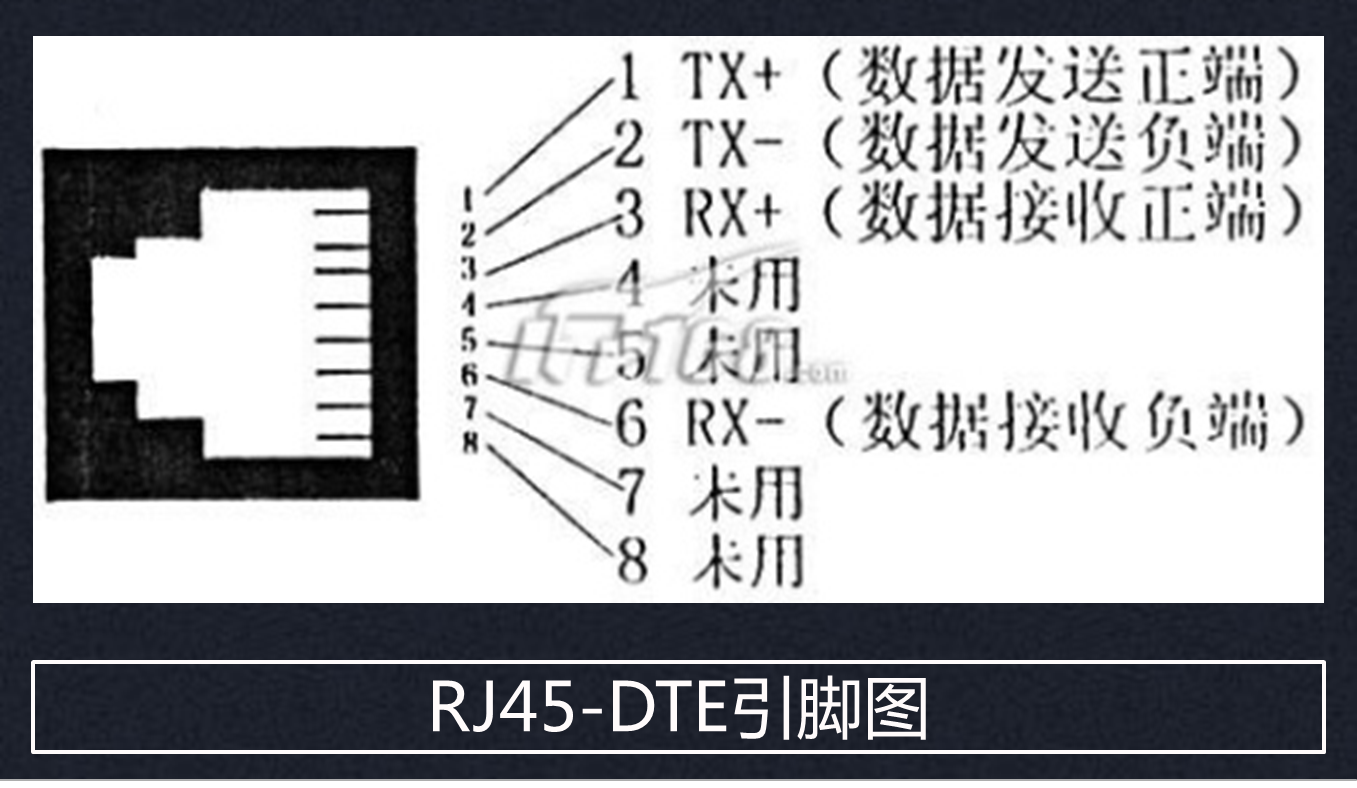 1 TX+（数据发送正端）
2 TX-（数据发送负端）
3 RX+（数据接收正端）
4 未用
5 未用
6 RX-（数据接收负端）
7 未用
8 未用
1
2
3
4
5
6
7
8
.com
RJ45-DTE引脚图